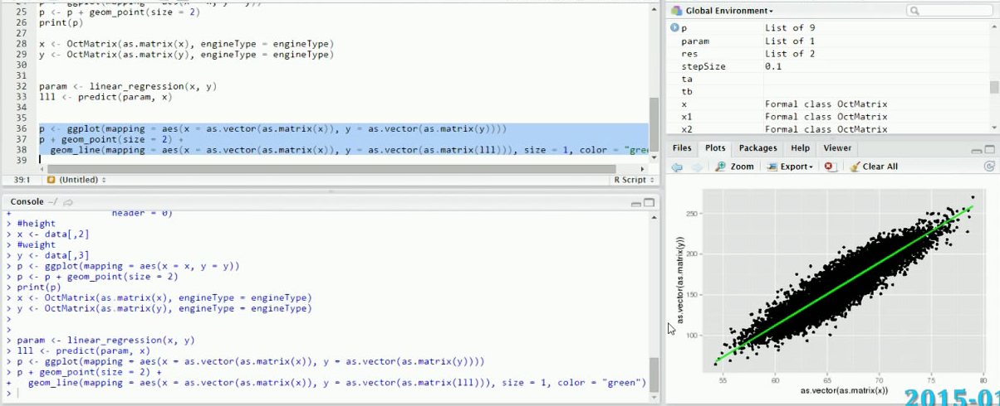 25 p <- p + geom_point(size = 2)
26 print(p)
27
28 x <- OctMatrix(as.matrix(x), engineType = engineType)
29 y <- OctMatrix(as.matrix(y), engineType = engineType)
30
31
32 param <- linear_regression(x, y)
33 lll <- predict(param, x)
34
35
36 p <- ggplot(mapping = aes(x = as.vector(as.matrix(x)), y = as.vector(as.matrix(y))))
37 p + geom_point(size = 2) +
38 geom_line(mapping = aes(x = as.vector(as.matrix(x)), y = as.vector(as.matrix(lll))), size = 1, color = "gree
39
39:1 (Untitled) R Script
Console ~/
+ header = 0)
> #height
> x <- data[,2]
> #weight
> y <- data[,3]
> p <- ggplot(mapping = aes(x = x, y = y))
> p <- p + geom_point(size = 2)
> print(p)
> x <- OctMatrix(as.matrix(x), engineType = engineType)
> y <- OctMatrix(as.matrix(y), engineType = engineType)
>
>
> param <- linear_regression(x, y)
> lll <- predict(param, x)
> p <- ggplot(mapping = aes(x = as.vector(as.matrix(x)), y = as.vector(as.matrix(y))))
> p + geom_point(size = 2) +
+ geom_line(mapping = aes(x = as.vector(as.matrix(x)), y = as.vector(as.matrix(lll))), size = 1, color = "green")
>
Global Environment
p List of 9
param List of 1
res List of 2
stepSize 0.1
ta
tb
x Formal class OctMatrix
x1 Formal class OctMatrix
x2 Formal class OctMatrix
Files Plots Packages Help Viewer
Zoom Export Clear All
as.vector(as.matrix(y))
250
200
150
100
55 60 65 70 75 80
as.vector(as.matrix(x))
2015-01